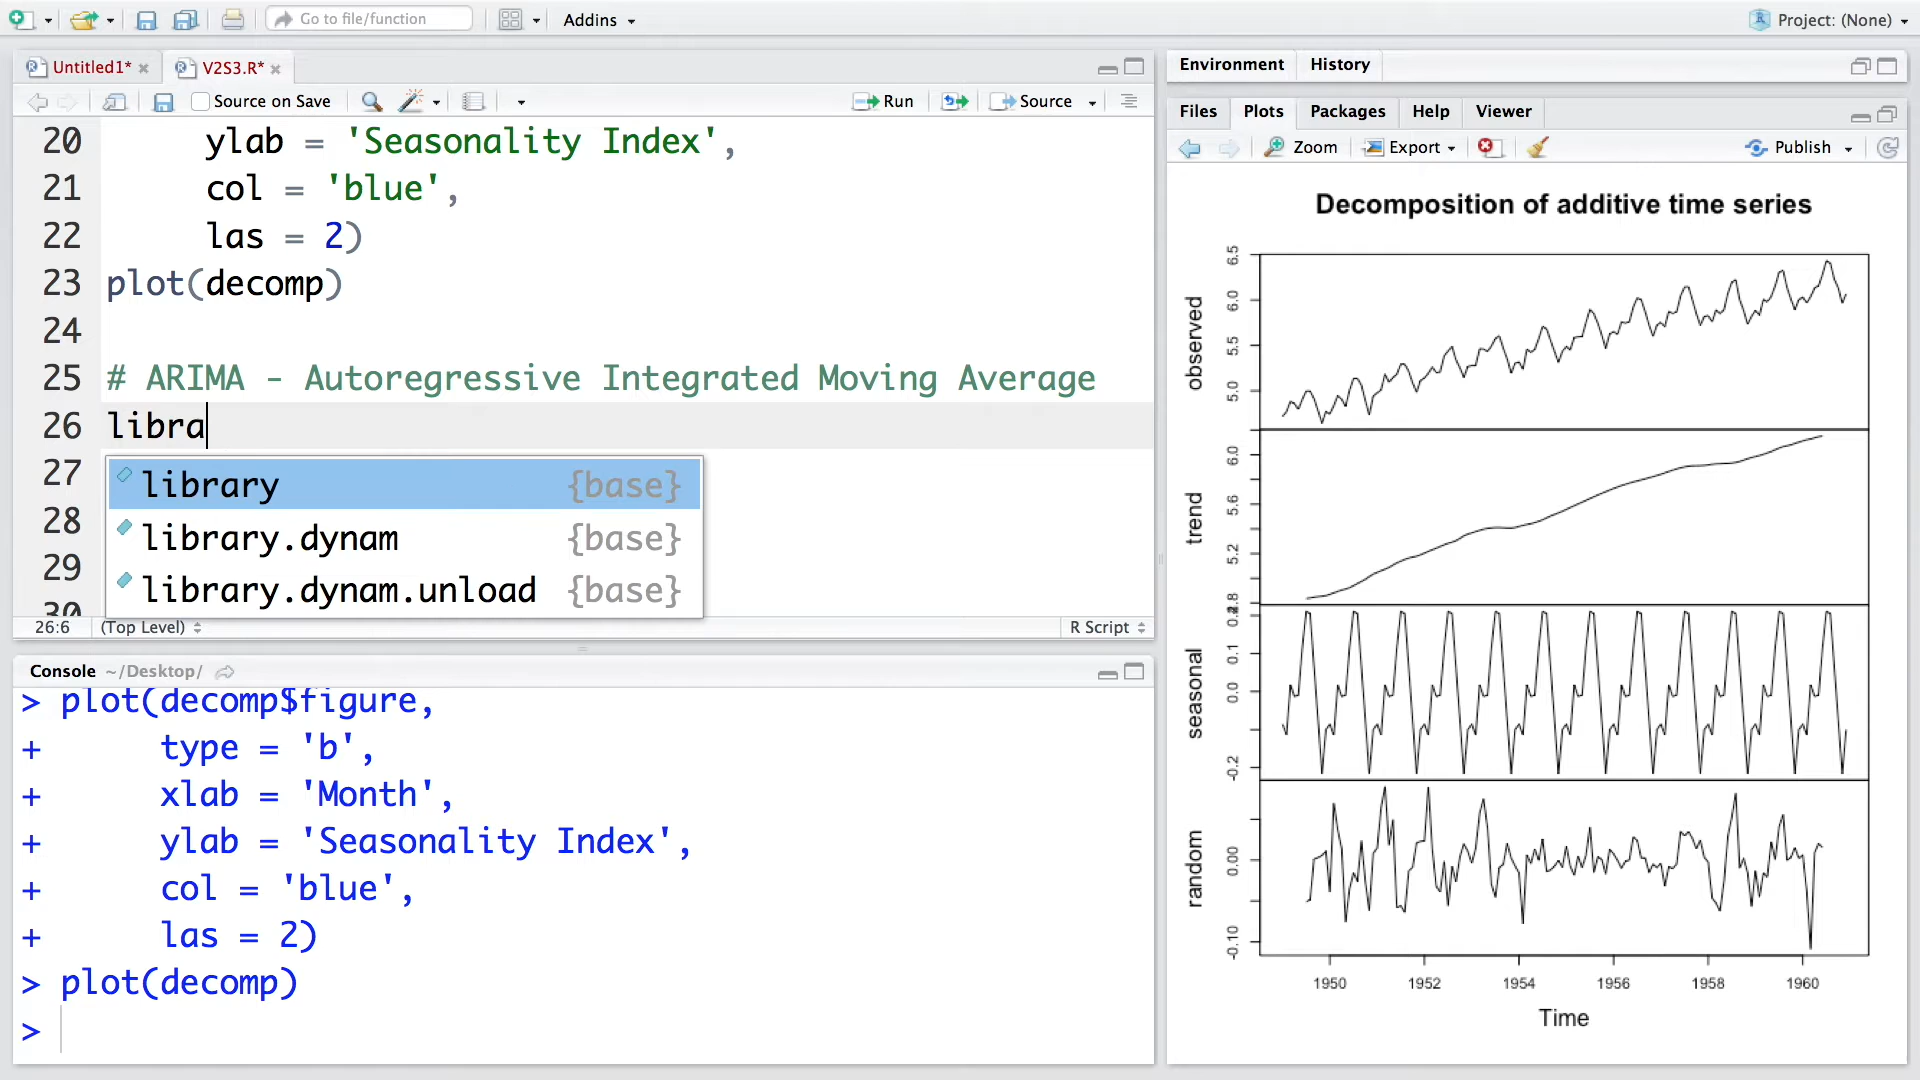 Go to file/function
Addins
Project: (None)
Untitled1*
V2S3.R*
Source on Save
Run
Source
20 ylab = 'Seasonality Index',
21 col = 'blue',
22 las = 2)
23 plot(decomp)
24
25 # ARIMA - Autoregressive Integrated Moving Average
26 libra
27
28
29
30
library {base}
library.dynam {base}
library.dynam.unload {base}
26:6 (Top Level) R Script
Console ~/Desktop/
> plot(decomp$figure,
+ type = 'b',
+ xlab = 'Month',
+ ylab = 'Seasonality Index',
+ col = 'blue',
+ las = 2)
> plot(decomp)
>
Environment History
Files Plots Packages Help Viewer
Zoom Export Publish
Decomposition of additive time series
observed
6.5
6.0
5.5
5.0
trend
6.0
5.6
5.2
seasonal
0.1
0.0
-0.2
random
0.00
-0.10
1950 1952 1954 1956 1958 1960
Time